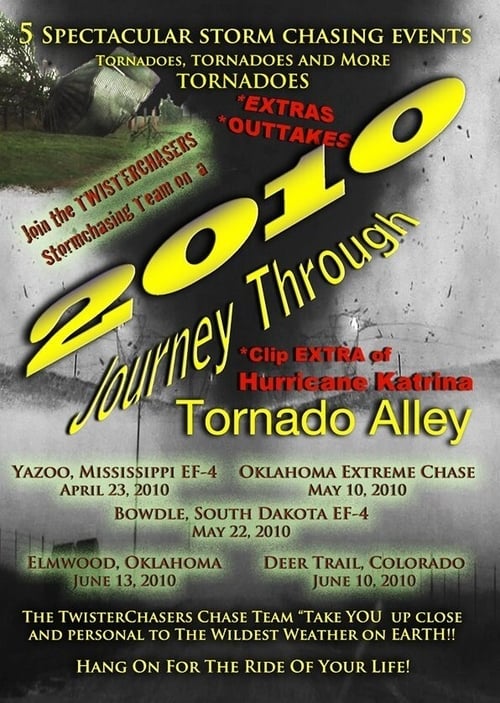 5 Spectacular storm chasing events
Tornadoes, tornadoes and More
TORNADOES
*EXTRAS
*OUTTAKES
Join the TWISTERCHASERS
Stormchasing Team on a
2010
Journey Through
*Clip EXTRA of
Hurricane Katrina
Tornado Alley
Yazoo, Mississippi EF-4
April 23, 2010
Oklahoma Extreme Chase
May 10, 2010
Bowdle, South Dakota EF-4
May 22, 2010
Elmwood, Oklahoma
June 13, 2010
Deer Trail, Colorado
June 10, 2010
The TwisterChasers Chase Team "Take YOU up close
and personal to The Wildest Weather on EARTH!!
Hang On For The Ride Of Your Life!